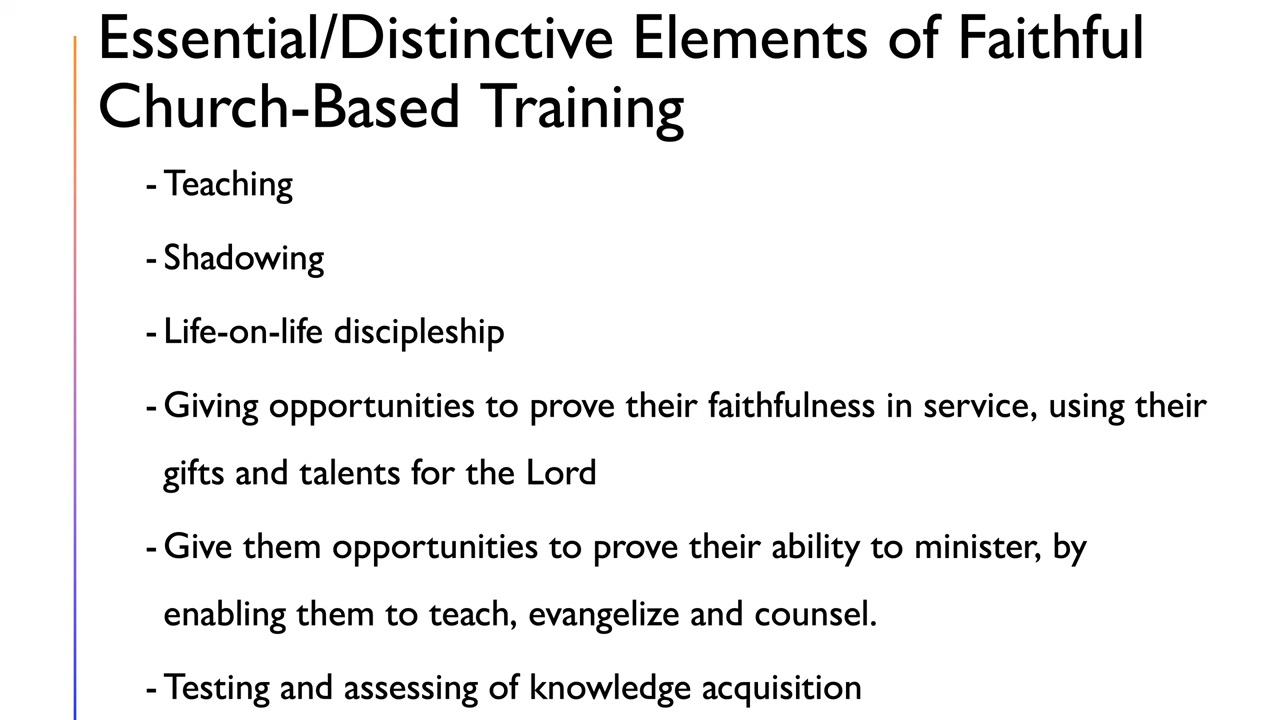 Essential/Distinctive Elements of Faithful
Church-Based Training
- Teaching
- Shadowing
- Life-on-life discipleship
- Giving opportunities to prove their faithfulness in service, using their
gifts and talents for the Lord
- Give them opportunities to prove their ability to minister, by
enabling them to teach, evangelize and counsel.
- Testing and assessing of knowledge acquisition